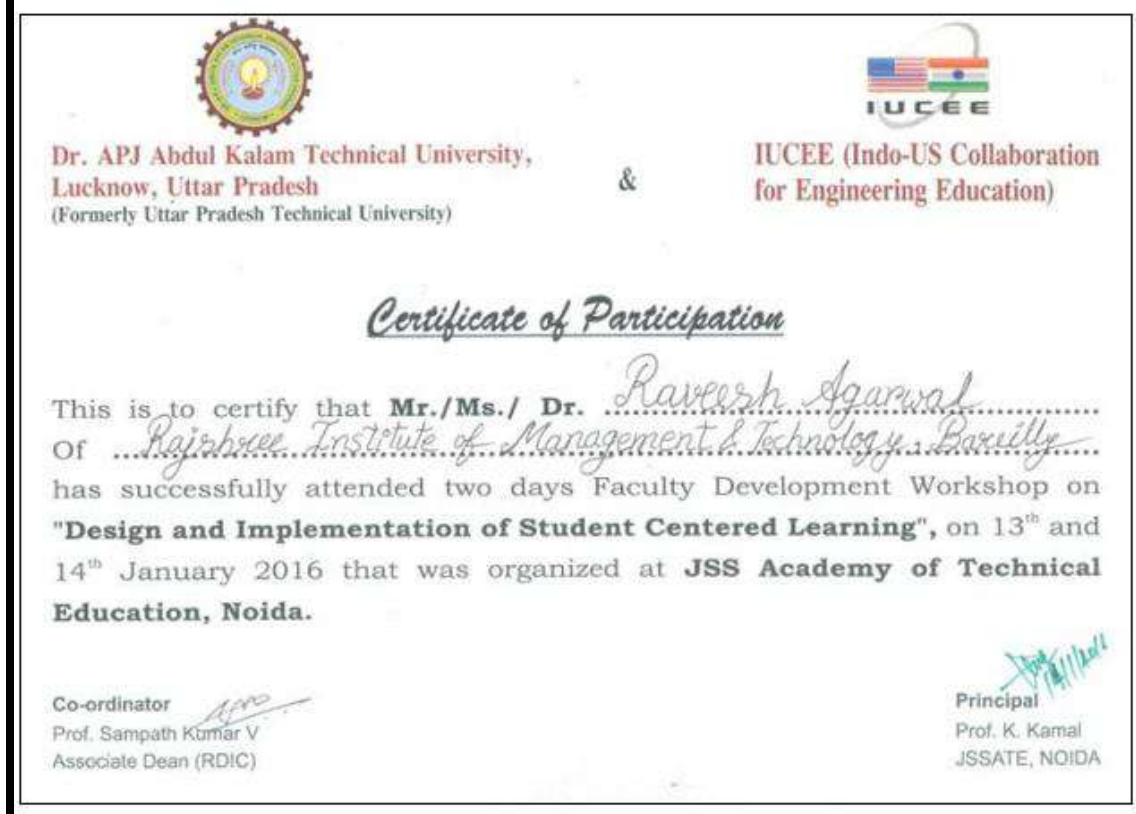 IUCEE
Dr. APJ Abdul Kalam Technical University,
Lucknow, Uttar Pradesh
(Formerly Uttar Pradesh Technical University)
&
IUCEE (Indo-US Collaboration
for Engineering Education)
Certificate of Participation
This is to certify that Mr./Ms./ Dr. Raveesh Agarwal
Of Rajshree Institute of Management & Technology, Bareilly
has successfully attended two days Faculty Development Workshop on
"Design and Implementation of Student Centered Learning", on 13th and
14th January 2016 that was organized at JSS Academy of Technical
Education, Noida.
Co-ordinator
Prof. Sampath Kumar V
Associate Dean (RDIC)
Principal
Prof. K. Kamal
JSSATE, NOIDA